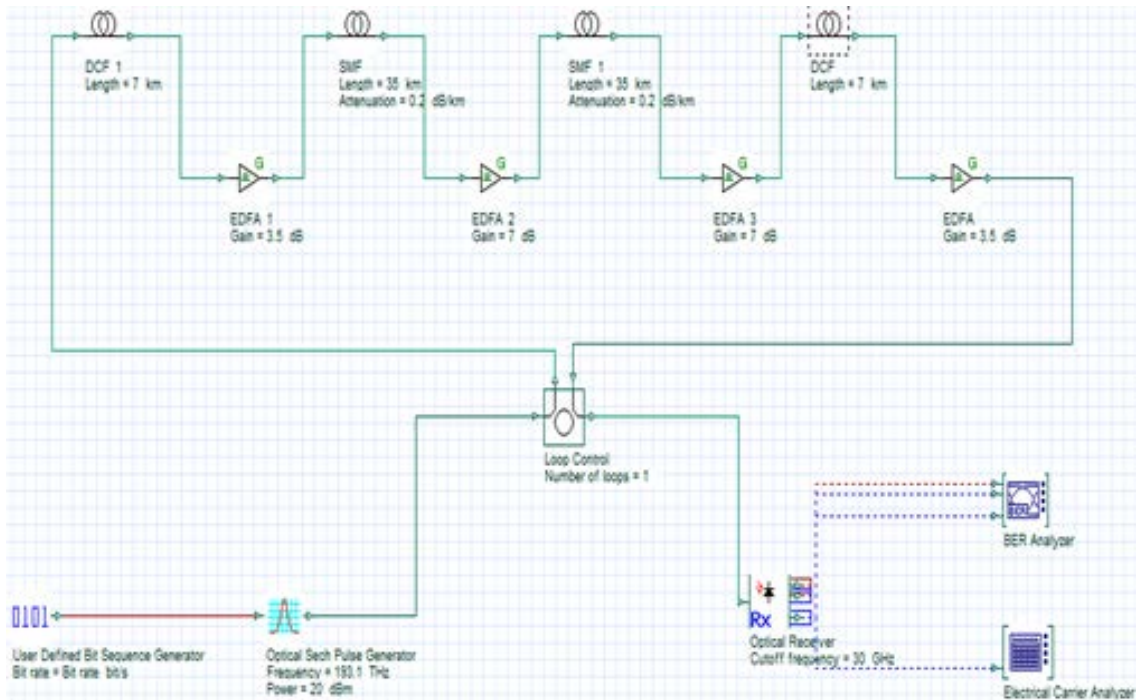 DCF 1
Length = 7 km
SMF
Length = 35 km
Attenuation = 0.2 dB/km
SMF 1
Length = 35 km
Attenuation = 0.2 dB/km
DCF
Length = 7 km
G
G
G
G
EDFA 1
Gain = 3.5 dB
EDFA 2
Gain = 7 dB
EDFA 3
Gain = 7 dB
EDFA
Gain = 3.5 dB
Loop Control
Number of loops = 1
BER Analyzer
0101
Rx
User Defined Bit Sequence Generator
Bit rate = Bit rate bit/s
Optical Sech Pulse Generator
Frequency = 193.1 THz
Power = 20 dBm
Optical Receiver
Cutoff frequency = 30 GHz
Electrical Carrier Analyzer